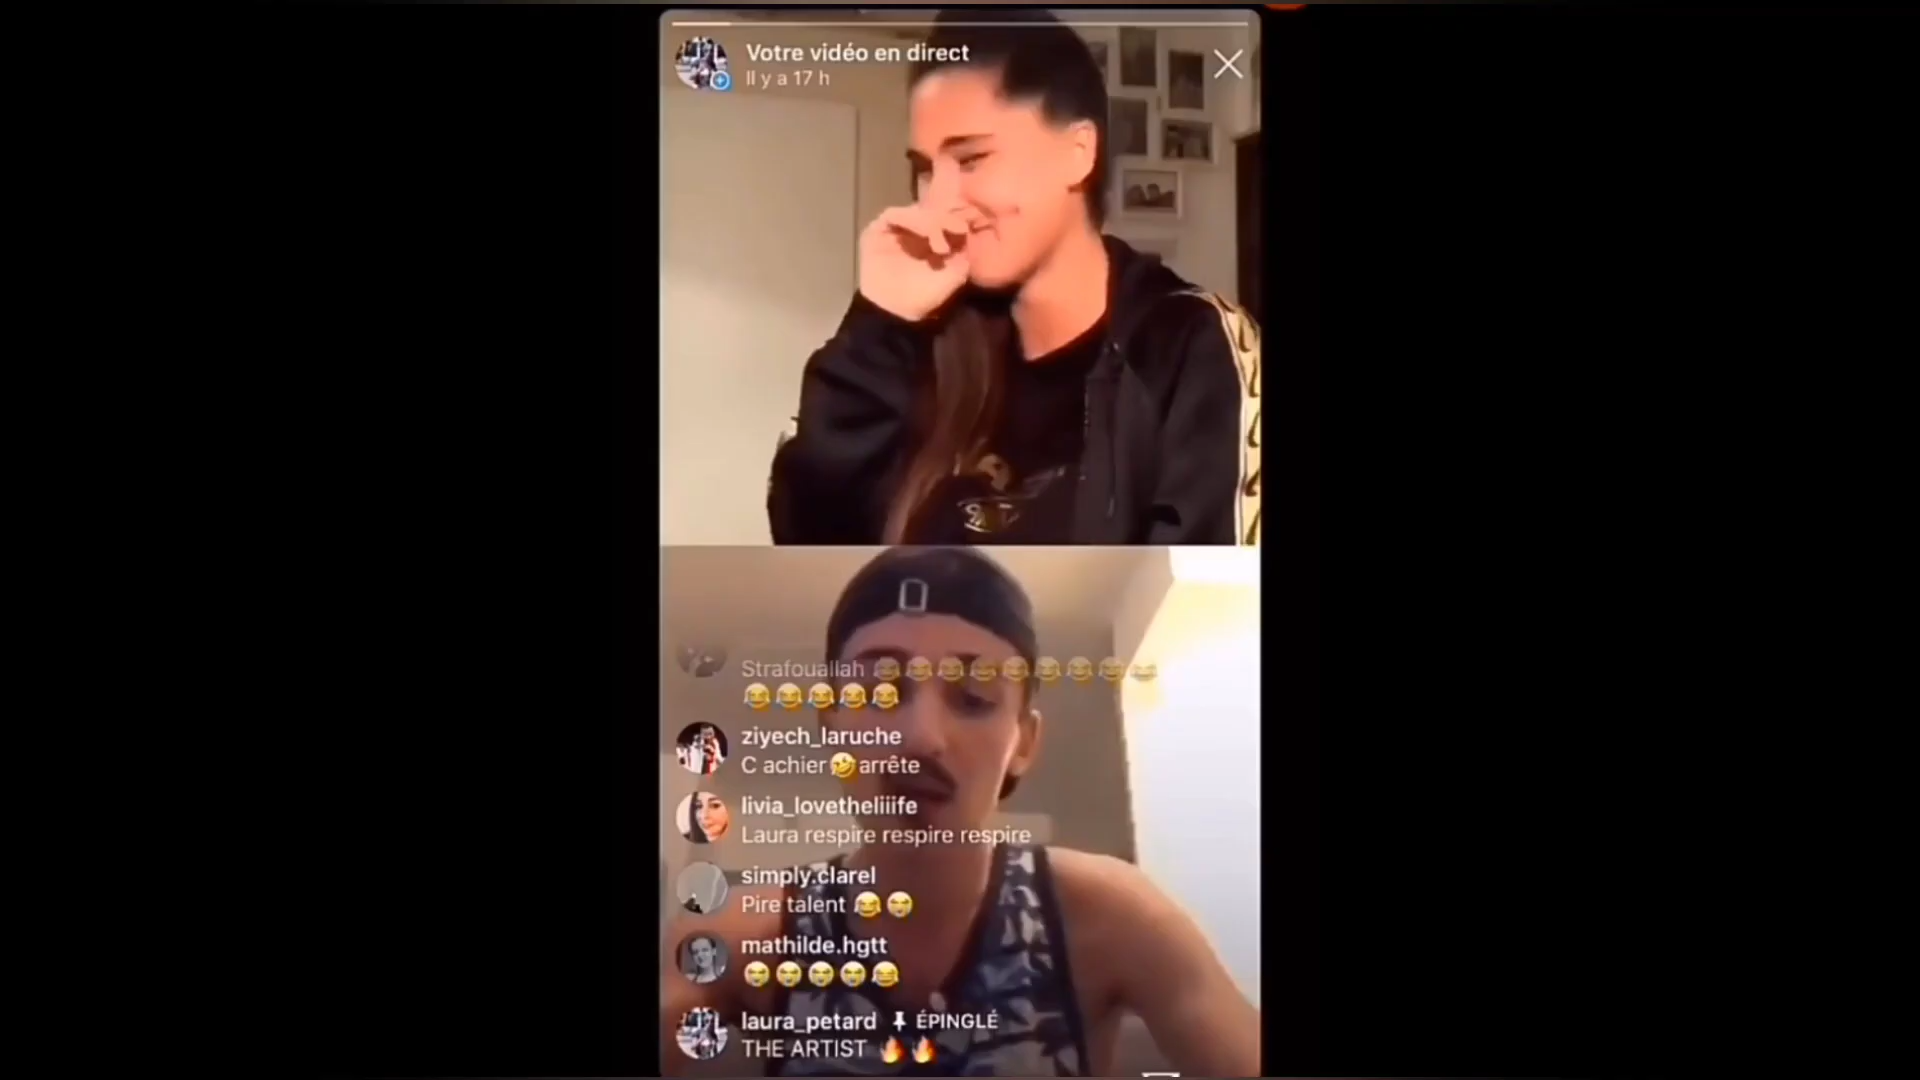 Votre vidéo en direct
Il y a 17 h
Strafouallah 😂😂😂😂😂😂😂😂😂
😂😂😂😂😂
ziyech_laruche
C achier🤣arrête
livia_lovetheliiife
Laura respire respire respire
simply.clarel
Pire talent 😂😭
mathilde.hgtt
😭😭😭😭😂
laura_petard 📌 ÉPINGLÉ
THE ARTIST 🔥🔥